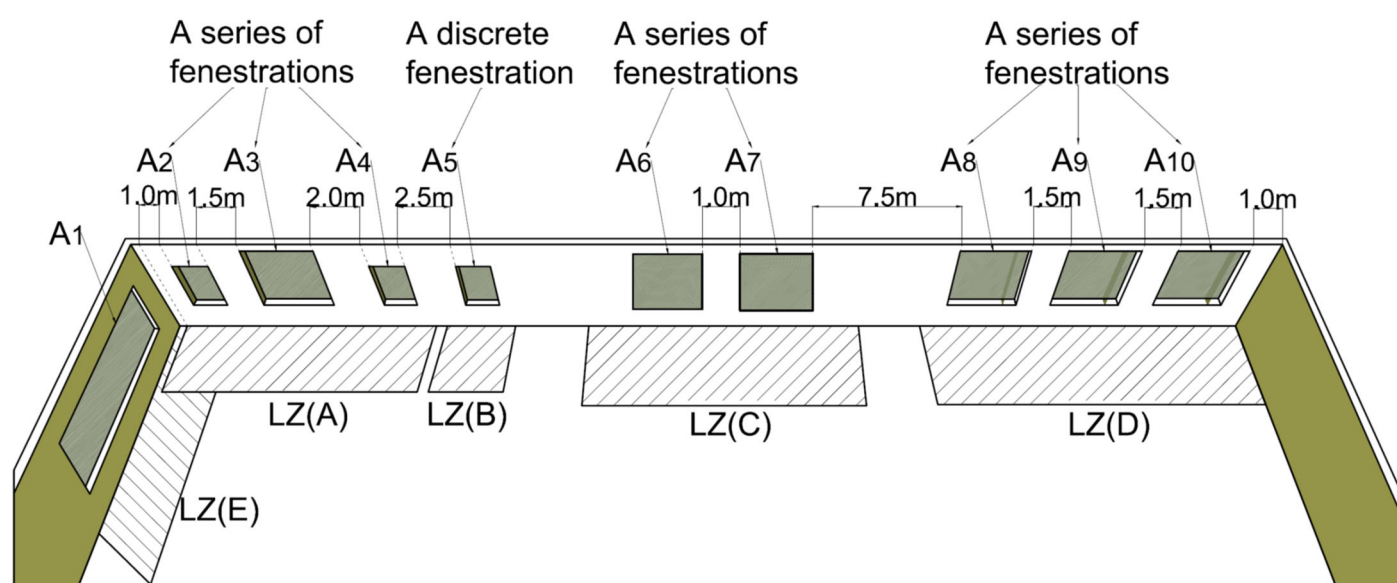 A series of
fenestrations
A discrete
fenestration
A series of
fenestrations
A series of
fenestrations
A2
A3
A4
A5
A6
A7
A8
A9
A10
1.0m
1.5m
2.0m
2.5m
1.0m
7.5m
1.5m
1.5m
1.0m
A1
LZ(A)
LZ(B)
LZ(C)
LZ(D)
LZ(E)